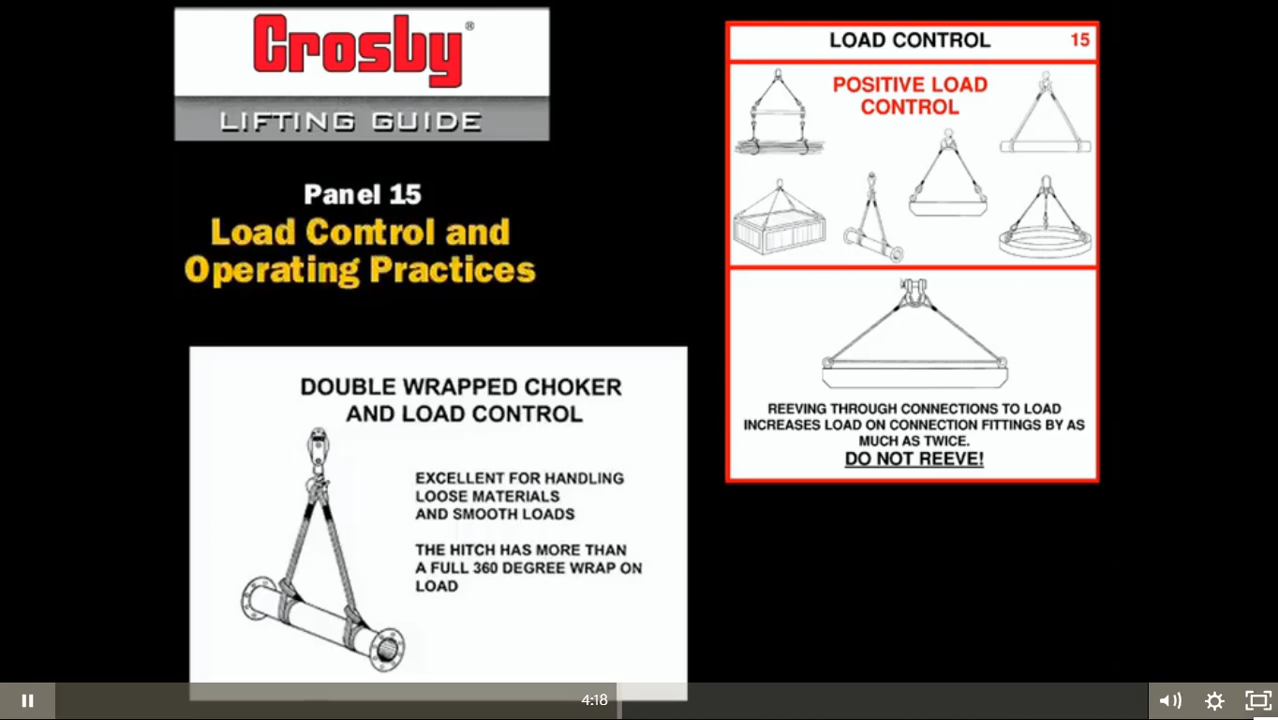 Crosby®
LIFTING GUIDE
Panel 15
Load Control and
Operating Practices
LOAD CONTROL 15
POSITIVE LOAD
CONTROL
REEVING THROUGH CONNECTIONS TO LOAD
INCREASES LOAD ON CONNECTION FITTINGS BY AS
MUCH AS TWICE.
DO NOT REEVE!
DOUBLE WRAPPED CHOKER
AND LOAD CONTROL
EXCELLENT FOR HANDLING
LOOSE MATERIALS
AND SMOOTH LOADS
THE HITCH HAS MORE THAN
A FULL 360 DEGREE WRAP ON
LOAD
4:18